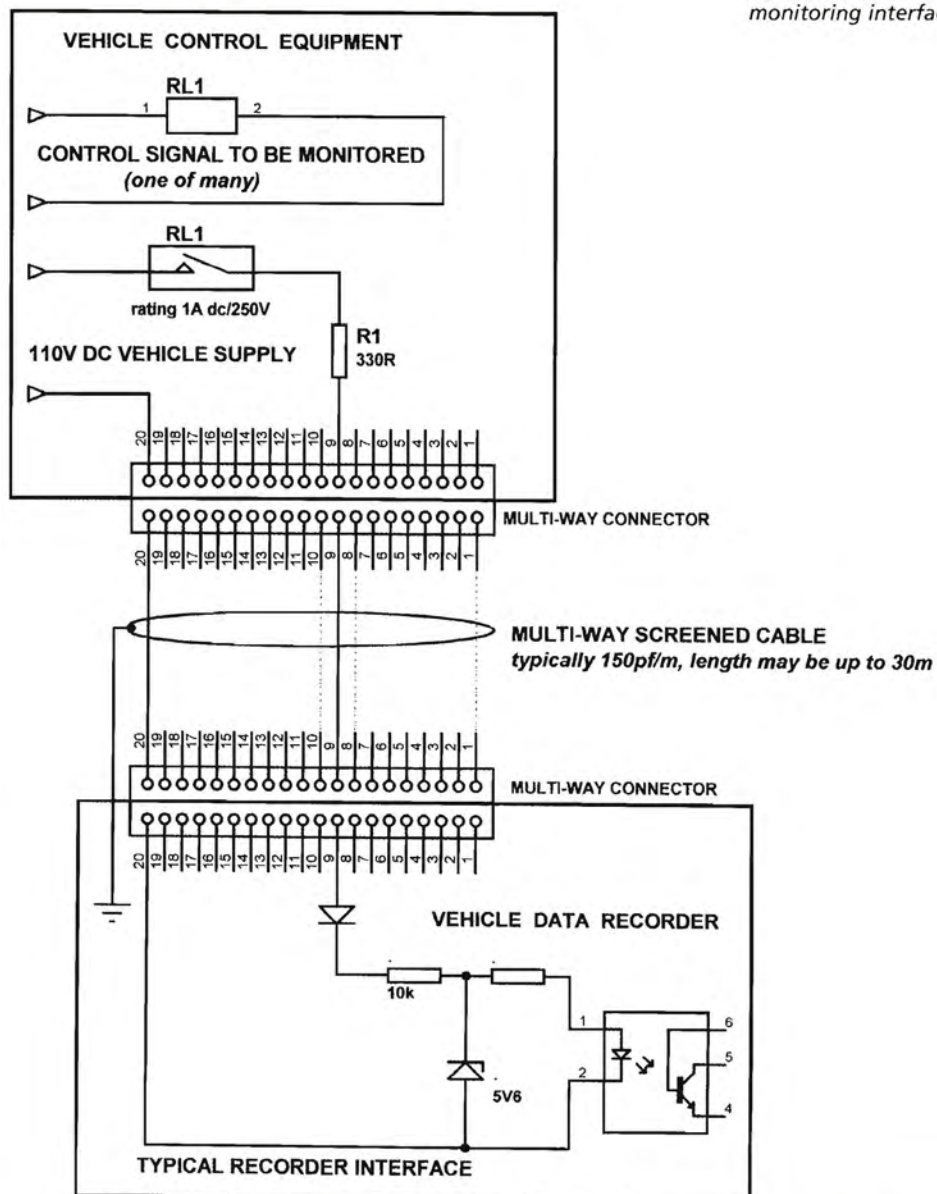 monitoring interfa
VEHICLE CONTROL EQUIPMENT
RL1
1 2
CONTROL SIGNAL TO BE MONITORED
(one of many)
RL1
rating 1A dc/250V
R1
330R
110V DC VEHICLE SUPPLY
20 19 18 17 16 15 14 13 12 11 10 9 8 7 6 5 4 3 2 1
MULTI-WAY CONNECTOR
20 19 18 17 16 15 14 13 12 11 10 9 8 7 6 5 4 3 2 1
MULTI-WAY SCREENED CABLE
typically 150pf/m, length may be up to 30m
20 19 18 17 16 15 14 13 12 11 10 9 8 7 6 5 4 3 2 1
MULTI-WAY CONNECTOR
20 19 18 17 16 15 14 13 12 11 10 9 8 7 6 5 4 3 2 1
VEHICLE DATA RECORDER
10k
1
2
6
5
4
5V6
TYPICAL RECORDER INTERFACE